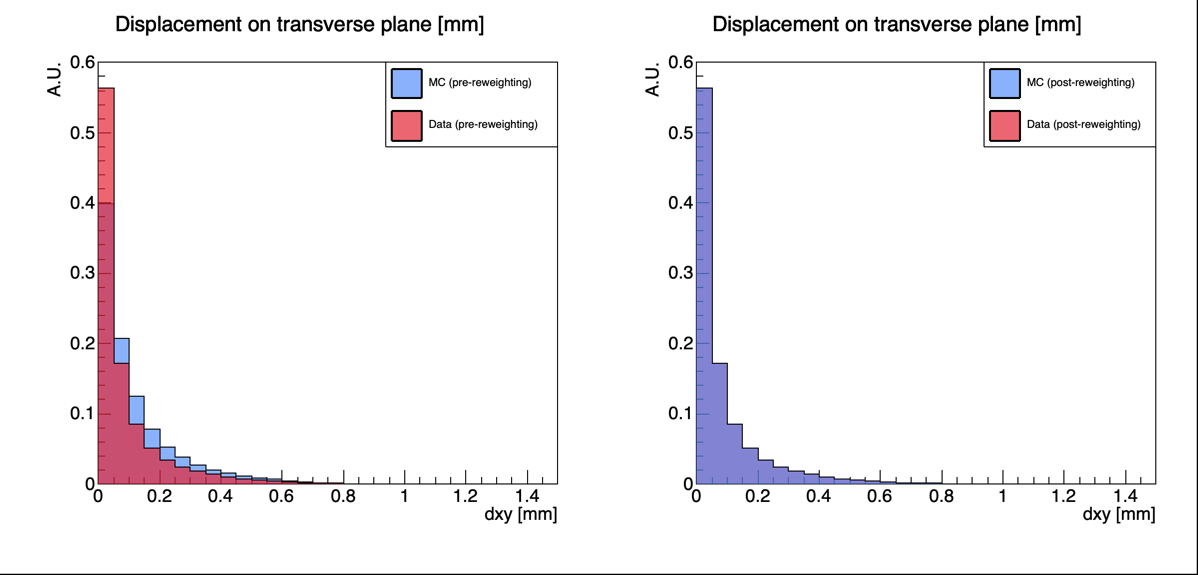 Displacement on transverse plane [mm]
A.U.
0.6
0.5
0.4
0.3
0.2
0.1
0
MC (pre-reweighting)
Data (pre-reweighting)
0 0.2 0.4 0.6 0.8 1 1.2 1.4
dxy [mm]
Displacement on transverse plane [mm]
A.U.
0.6
0.5
0.4
0.3
0.2
0.1
0
MC (post-reweighting)
Data (post-reweighting)
0 0.2 0.4 0.6 0.8 1 1.2 1.4
dxy [mm]